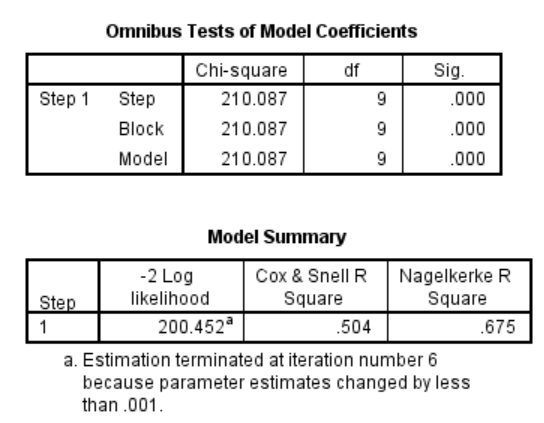 Omnibus Tests of Model Coefficients
Chi-square df Sig.
Step 1 Step 210.087 9 .000
Block 210.087 9 .000
Model 210.087 9 .000
Model Summary
Step -2 Log likelihood Cox & Snell R Square Nagelkerke R Square
1 200.452a .504 .675
a. Estimation terminated at iteration number 6
because parameter estimates changed by less
than .001.